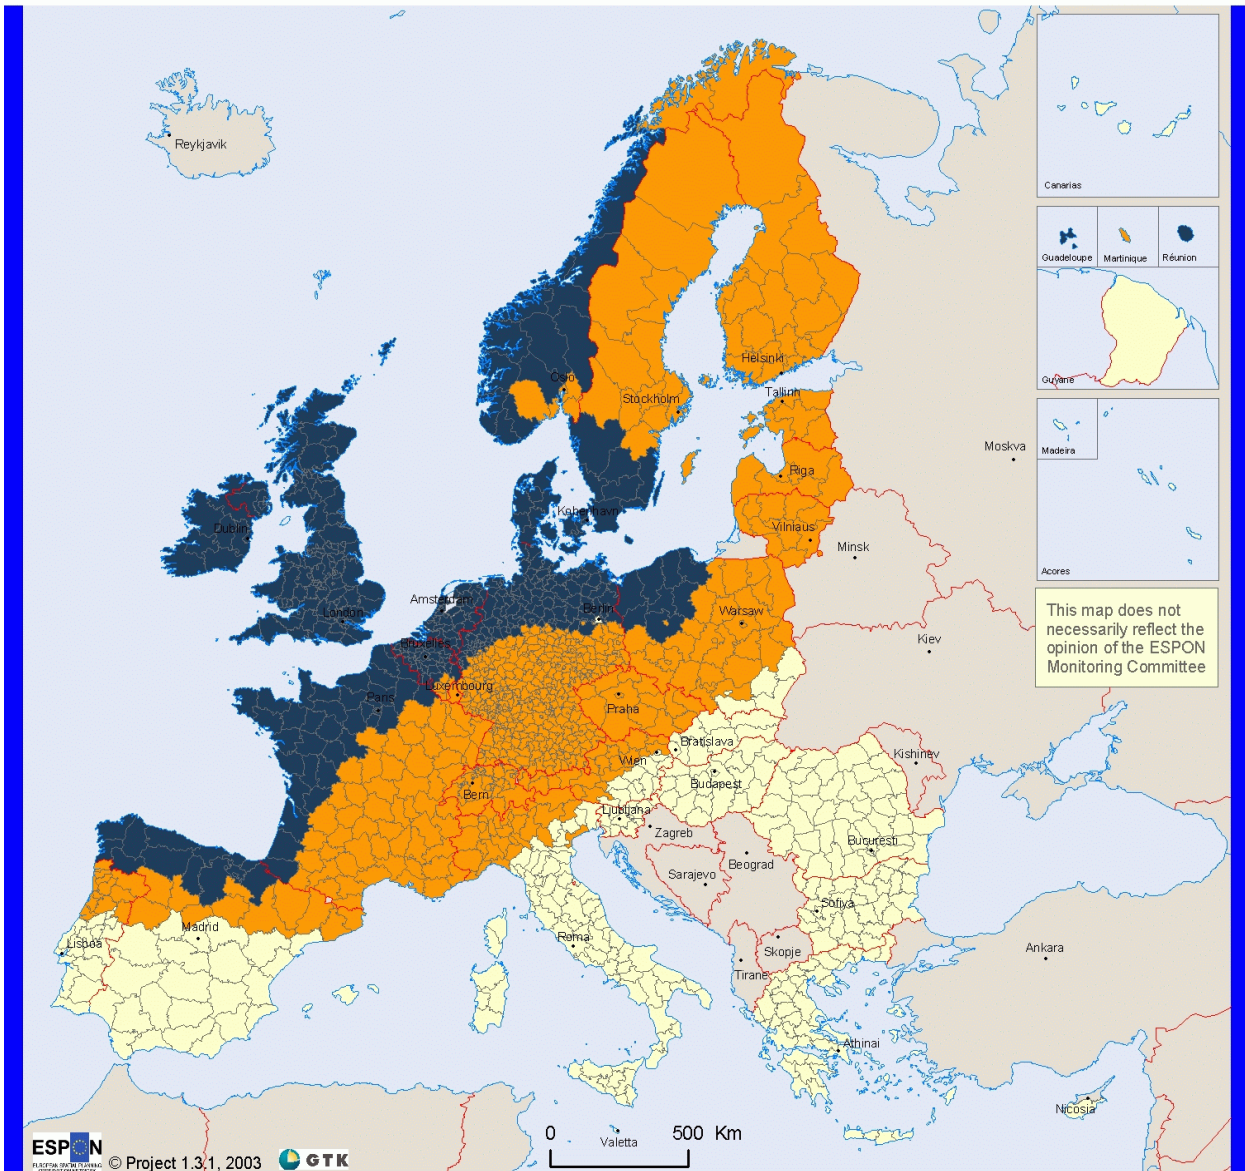 Reykjavik
Canarias
Guadeloupe
Martinique
Réunion
Guyane
Madeira
Acores
This map does not
necessarily reflect the
opinion of the ESPON
Monitoring Committee
Oslo
Helsinki
Stockholm
Tallinn
Moskva
Riga
Dublin
København
Vilniaus
Minsk
Amsterdam
Berlin
London
Warsaw
Bruxelles
Kiev
Luxembourg
Paris
Praha
Bratislava
Wien
Kishinev
Budapest
Bern
Ljubljana
Zagreb
Bucuresti
Beograd
Sarajevo
Sofiya
Madrid
Lisboa
Roma
Skopje
Ankara
Tirane
Athinai
Nicosia
Valetta
0 500 Km
ESPON
© Project 1.3.1, 2003
GTK